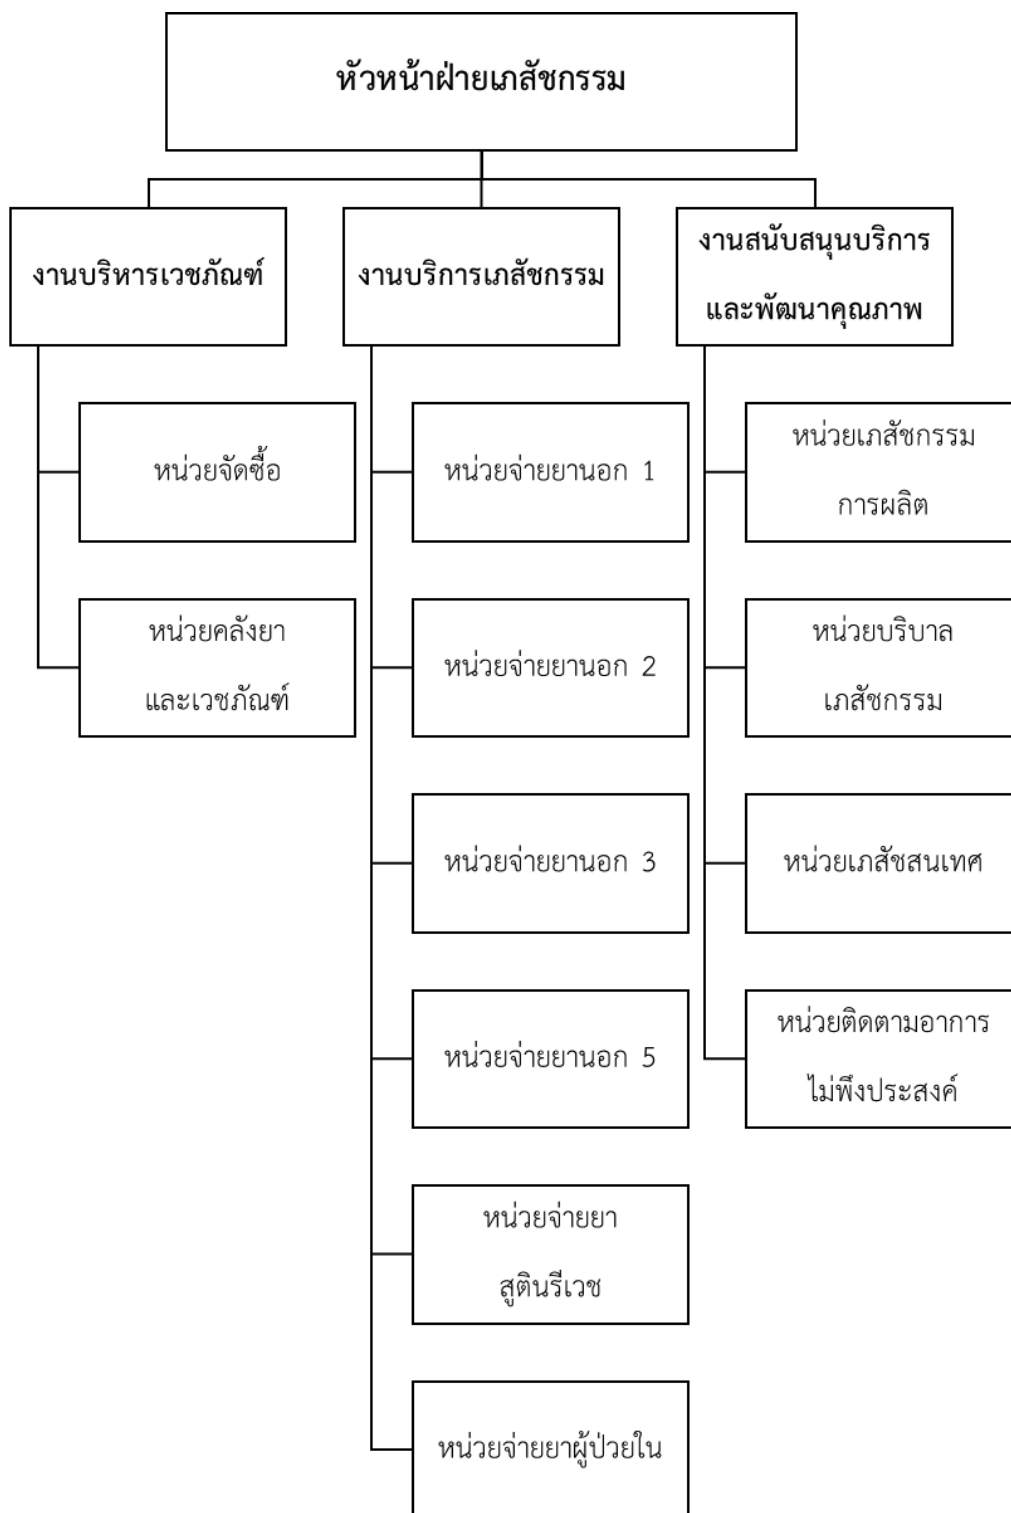 หัวหน้าฝ่ายเภสัชกรรม
งานบริหารเวชภัณฑ์
หน่วยจัดซื้อ
หน่วยคลังยา
และเวชภัณฑ์
งานบริการเภสัชกรรม
หน่วยจ่ายยานอก 1
หน่วยจ่ายยานอก 2
หน่วยจ่ายยานอก 3
หน่วยจ่ายยานอก 5
หน่วยจ่ายยา
สูตินรีเวช
หน่วยจ่ายยาผู้ป่วยใน
งานสนับสนุนบริการ
และพัฒนาคุณภาพ
หน่วยเภสัชกรรม
การผลิต
หน่วยบริบาล
เภสัชกรรม
หน่วยเภสัชสนเทศ
หน่วยติดตามอาการ
ไม่พึงประสงค์